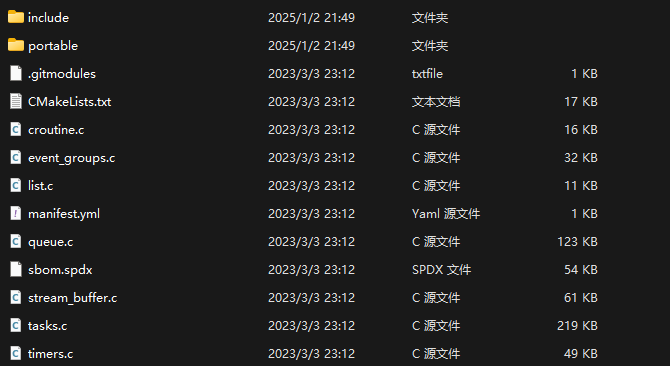 include 2025/1/2 21:49 文件夹
portable 2025/1/2 21:49 文件夹
.gitmodules 2023/3/3 23:12 txtfile 1 KB
CMakeLists.txt 2023/3/3 23:12 文本文档 17 KB
croutine.c 2023/3/3 23:12 C 源文件 16 KB
event_groups.c 2023/3/3 23:12 C 源文件 32 KB
list.c 2023/3/3 23:12 C 源文件 11 KB
manifest.yml 2023/3/3 23:12 Yaml 源文件 1 KB
queue.c 2023/3/3 23:12 C 源文件 123 KB
sbom.spdx 2023/3/3 23:12 SPDX 文件 54 KB
stream_buffer.c 2023/3/3 23:12 C 源文件 61 KB
tasks.c 2023/3/3 23:12 C 源文件 219 KB
timers.c 2023/3/3 23:12 C 源文件 49 KB